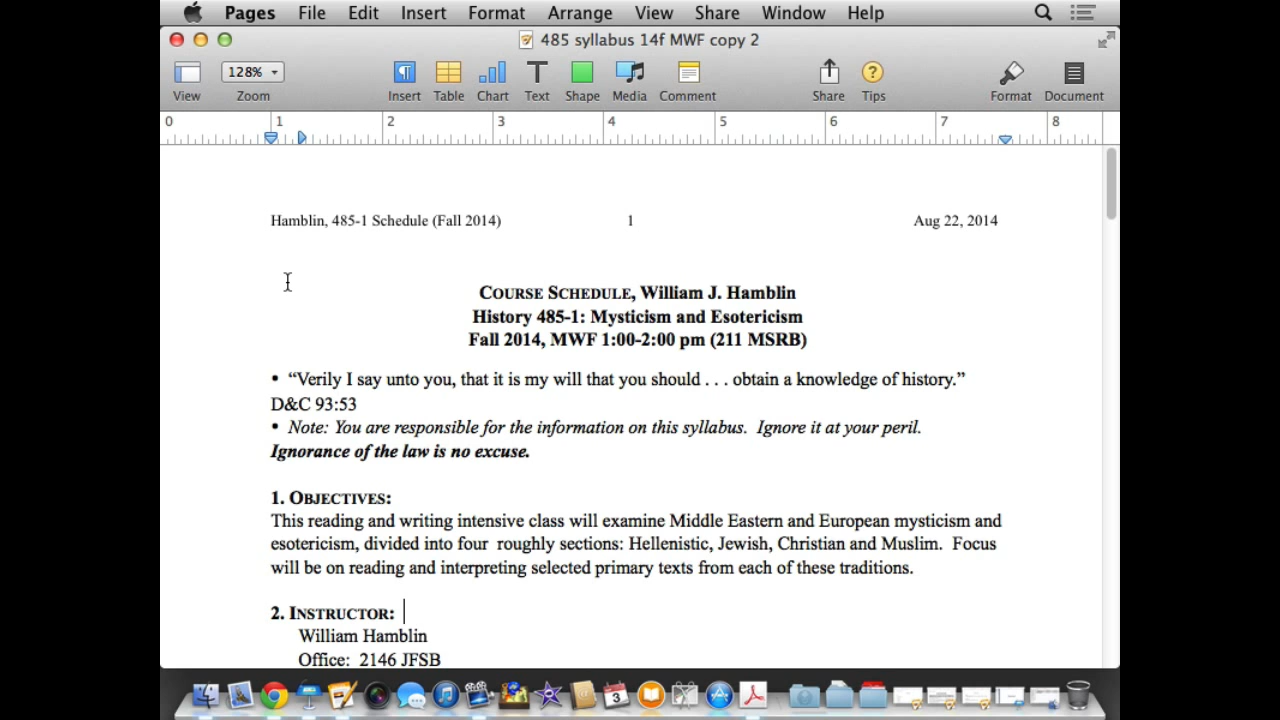 Pages File Edit Insert Format Arrange View Share Window Help
485 syllabus 14f MWF copy 2
128%
View Zoom Insert Table Chart Text Shape Media Comment Share Tips Format Document
0 1 2 3 4 5 6 7 8
Hamblin, 485-1 Schedule (Fall 2014) 1 Aug 22, 2014
COURSE SCHEDULE, William J. Hamblin
History 485-1: Mysticism and Esotericism
Fall 2014, MWF 1:00-2:00 pm (211 MSRB)
• “Verily I say unto you, that it is my will that you should . . . obtain a knowledge of history.”
D&C 93:53
• Note: You are responsible for the information on this syllabus.  Ignore it at your peril.
Ignorance of the law is no excuse.
1. OBJECTIVES:
This reading and writing intensive class will examine Middle Eastern and European mysticism and
esotericism, divided into four  roughly sections: Hellenistic, Jewish, Christian and Muslim.  Focus
will be on reading and interpreting selected primary texts from each of these traditions.
2. INSTRUCTOR:
William Hamblin
Office:  2146 JFSB
3